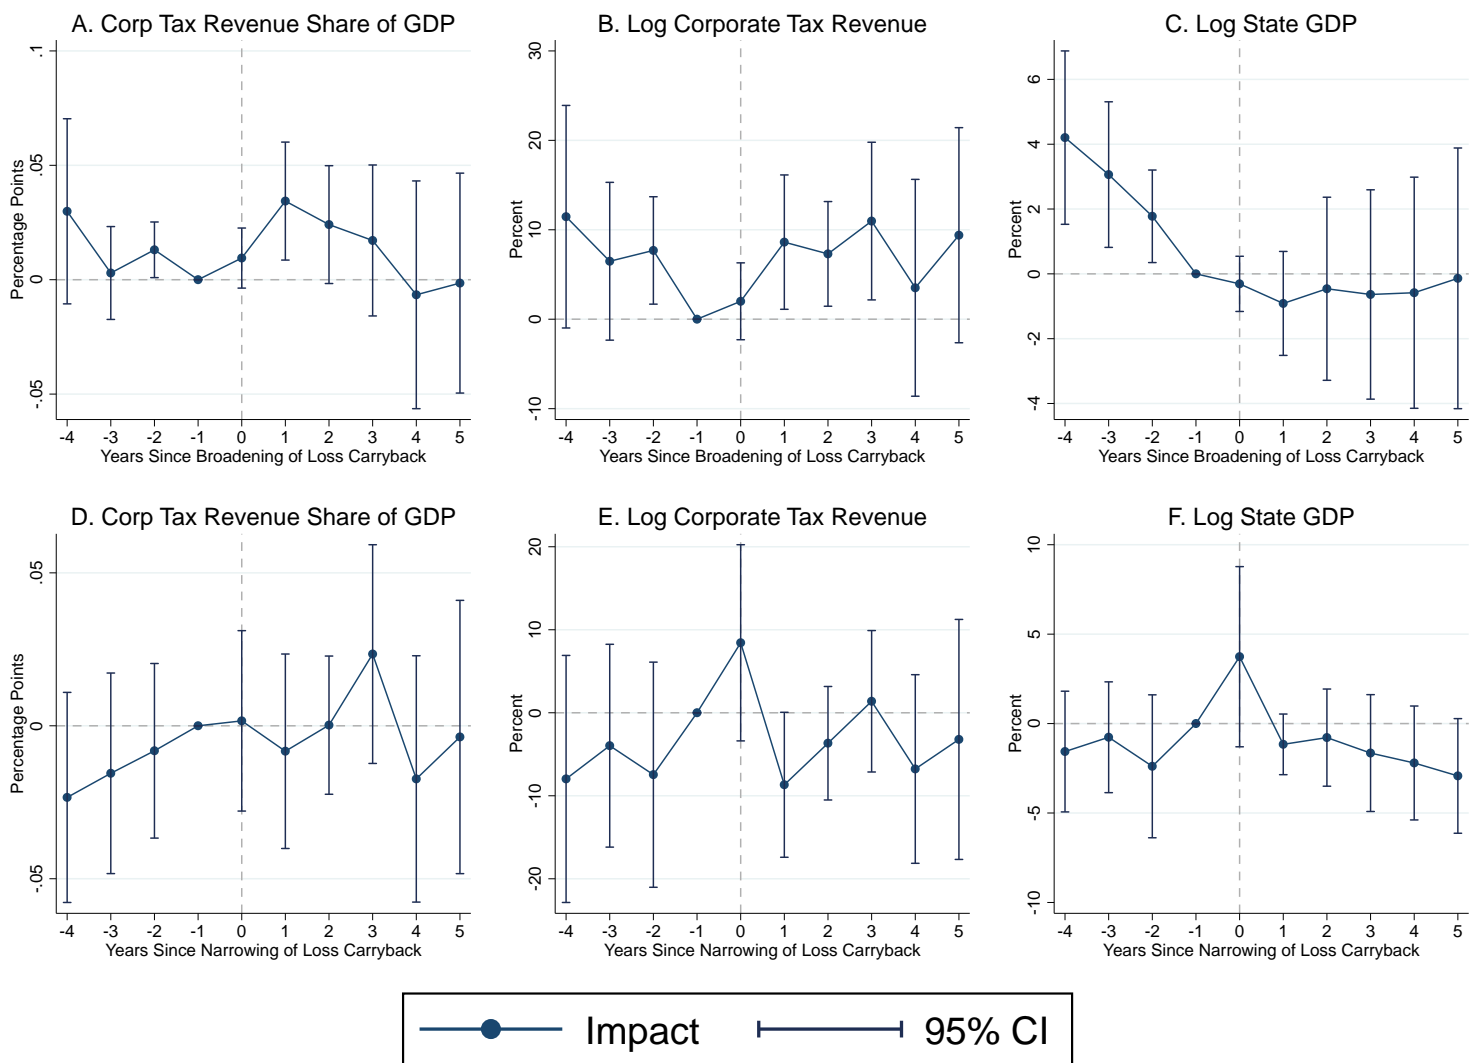 A. Corp Tax Revenue Share of GDP
Percentage Points
.1
.05
0
-.05
-4 -3 -2 -1 0 1 2 3 4 5
Years Since Broadening of Loss Carryback
B. Log Corporate Tax Revenue
Percent
30
20
10
0
-10
-4 -3 -2 -1 0 1 2 3 4 5
Years Since Broadening of Loss Carryback
C. Log State GDP
Percent
6
4
2
0
-2
-4
-4 -3 -2 -1 0 1 2 3 4 5
Years Since Broadening of Loss Carryback
D. Corp Tax Revenue Share of GDP
Percentage Points
.05
0
-.05
-4 -3 -2 -1 0 1 2 3 4 5
Years Since Narrowing of Loss Carryback
E. Log Corporate Tax Revenue
Percent
20
10
0
-10
-20
-4 -3 -2 -1 0 1 2 3 4 5
Years Since Narrowing of Loss Carryback
F. Log State GDP
Percent
10
5
0
-5
-10
-4 -3 -2 -1 0 1 2 3 4 5
Years Since Narrowing of Loss Carryback
Impact 95% CI